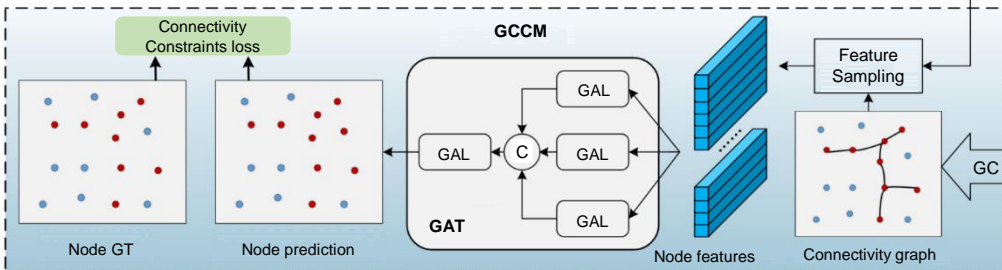 Connectivity
Constraints loss
GCCM
Feature
Sampling
GAL
GAL
C
GAL
GAL
GC
GAT
Node GT
Node prediction
Node features
Connectivity graph